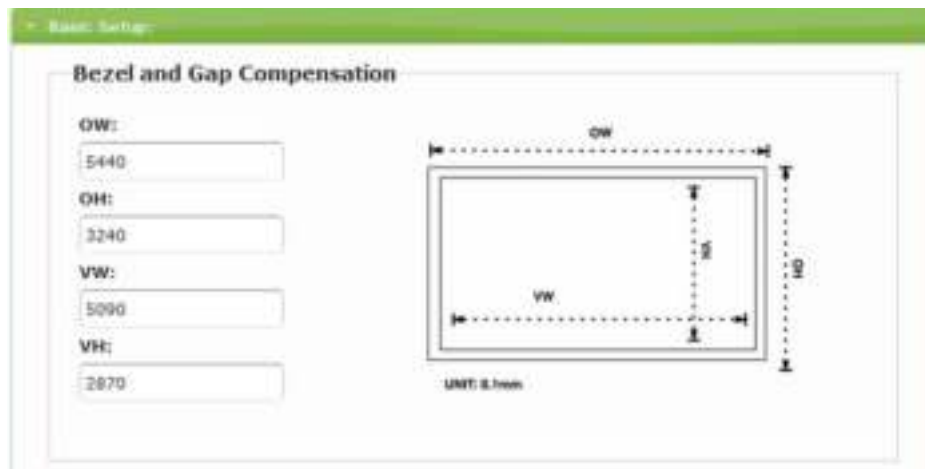 Basic Setup:
Bezel and Gap Compensation
OW:
5440
OH:
3240
VW:
5090
VH:
2870
OW
VH
OH
VW
UNIT: 0.1mm